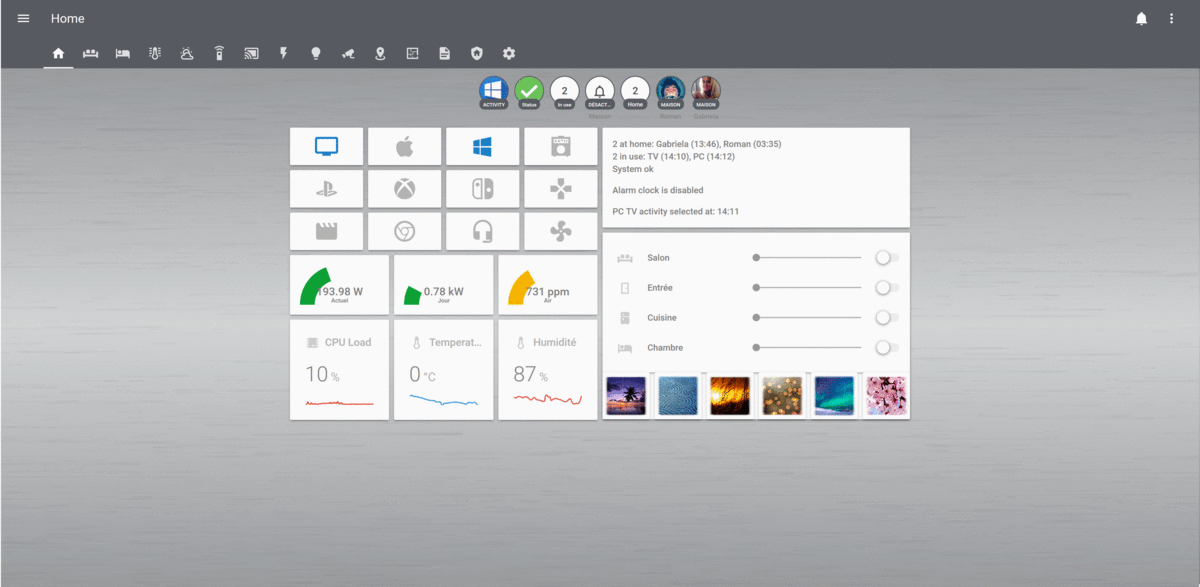 Home
ACTIVITY
Status
2
In use
DÉSACT...
Maison
2
Home
MAISON
Roman
MAISON
Gabriela
2 at home: Gabriela (13:46), Roman (03:35)
2 in use: TV (14:10), PC (14:12)
System ok
Alarm clock is disabled
PC TV activity selected at: 14:11
193.98 W
Actuel
0.78 kW
Jour
731 ppm
Air
CPU Load
10 %
Temperat...
0 °C
Humidité
87 %
Salon
Entrée
Cuisine
Chambre